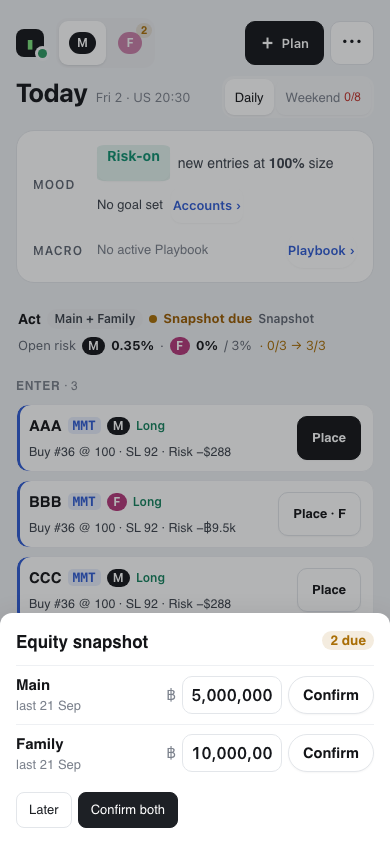 M F 2 + Plan ···
Today Fri 2 · US 20:30 Daily Weekend 0/8
MOOD Risk-on new entries at 100% size
No goal set Accounts ›
MACRO No active Playbook Playbook ›
Act Main + Family Snapshot due Snapshot
Open risk M 0.35% · F 0% / 3% · 0/3 → 3/3
ENTER · 3
AAA MMT M Long
Buy #36 @ 100 · SL 92 · Risk −$288
Place
BBB MMT F Long
Buy #36 @ 100 · SL 92 · Risk −฿9.5k
Place · F
CCC MMT M Long
Buy #36 @ 100 · SL 92 · Risk −$288
Place
Equity snapshot 2 due
Main
last 21 Sep
฿ 5,000,000 Confirm
Family
last 21 Sep
฿ 10,000,00 Confirm
Later Confirm both